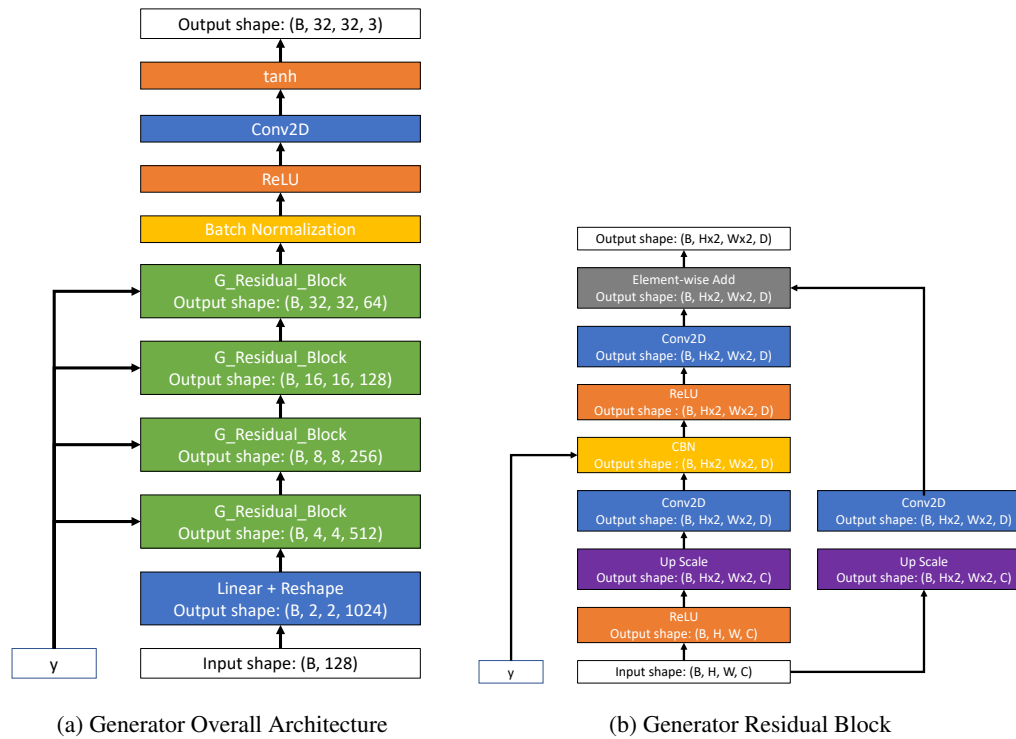 Output shape: (B, 32, 32, 3)
tanh
Conv2D
ReLU
Batch Normalization
G_Residual_Block
Output shape: (B, 32, 32, 64)
G_Residual_Block
Output shape: (B, 16, 16, 128)
G_Residual_Block
Output shape: (B, 8, 8, 256)
G_Residual_Block
Output shape: (B, 4, 4, 512)
Linear + Reshape
Output shape: (B, 2, 2, 1024)
y
Input shape: (B, 128)
(a) Generator Overall Architecture
Output shape: (B, Hx2, Wx2, D)
Element-wise Add
Output shape: (B, Hx2, Wx2, D)
Conv2D
Output shape: (B, Hx2, Wx2, D)
ReLU
Output shape : (B, Hx2, Wx2, D)
CBN
Output shape : (B, Hx2, Wx2, D)
Conv2D
Output shape: (B, Hx2, Wx2, D)
Up Scale
Output shape: (B, Hx2, Wx2, C)
ReLU
Output shape: (B, H, W, C)
y
Input shape: (B, H, W, C)
Conv2D
Output shape: (B, Hx2, Wx2, D)
Up Scale
Output shape: (B, Hx2, Wx2, C)
(b) Generator Residual Block